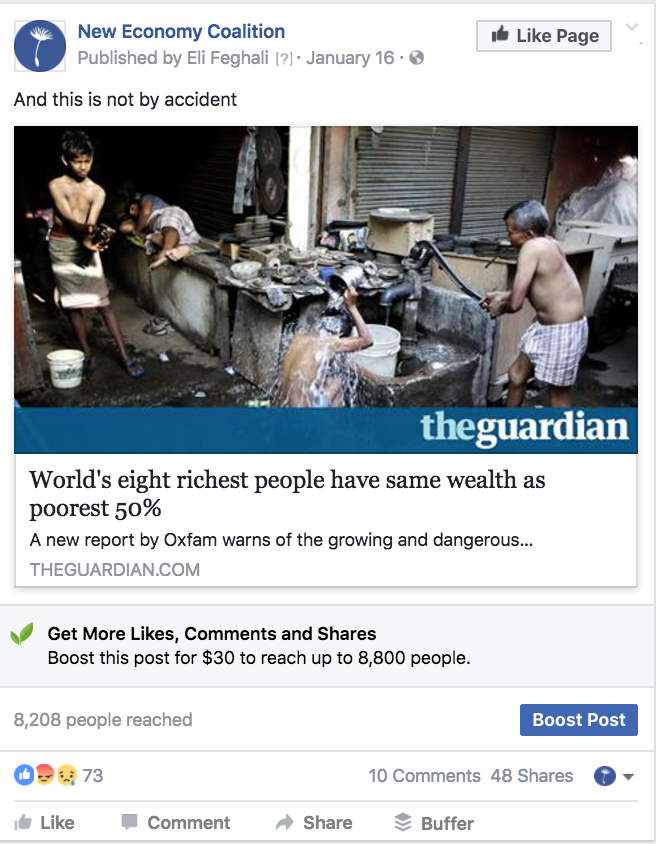 New Economy Coalition
Like Page
Published by Eli Feghali [?] · January 16 ·
And this is not by accident
theguardian
World's eight richest people have same wealth as
poorest 50%
A new report by Oxfam warns of the growing and dangerous...
THEGUARDIAN.COM
Get More Likes, Comments and Shares
Boost this post for $30 to reach up to 8,800 people.
8,208 people reached
Boost Post
73
10 Comments 48 Shares
Like Comment Share Buffer